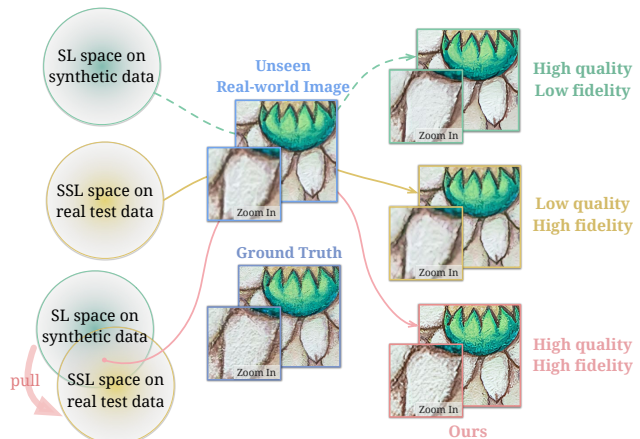 SL space on
synthetic data
Unseen
Real-world Image
Zoom In
Zoom In
High quality
Low fidelity
SSL space on
real test data
Zoom In
Low quality
High fidelity
Ground Truth
Zoom In
SL space on
synthetic data
pull
SSL space on
real test data
Zoom In
High quality
High fidelity
Ours